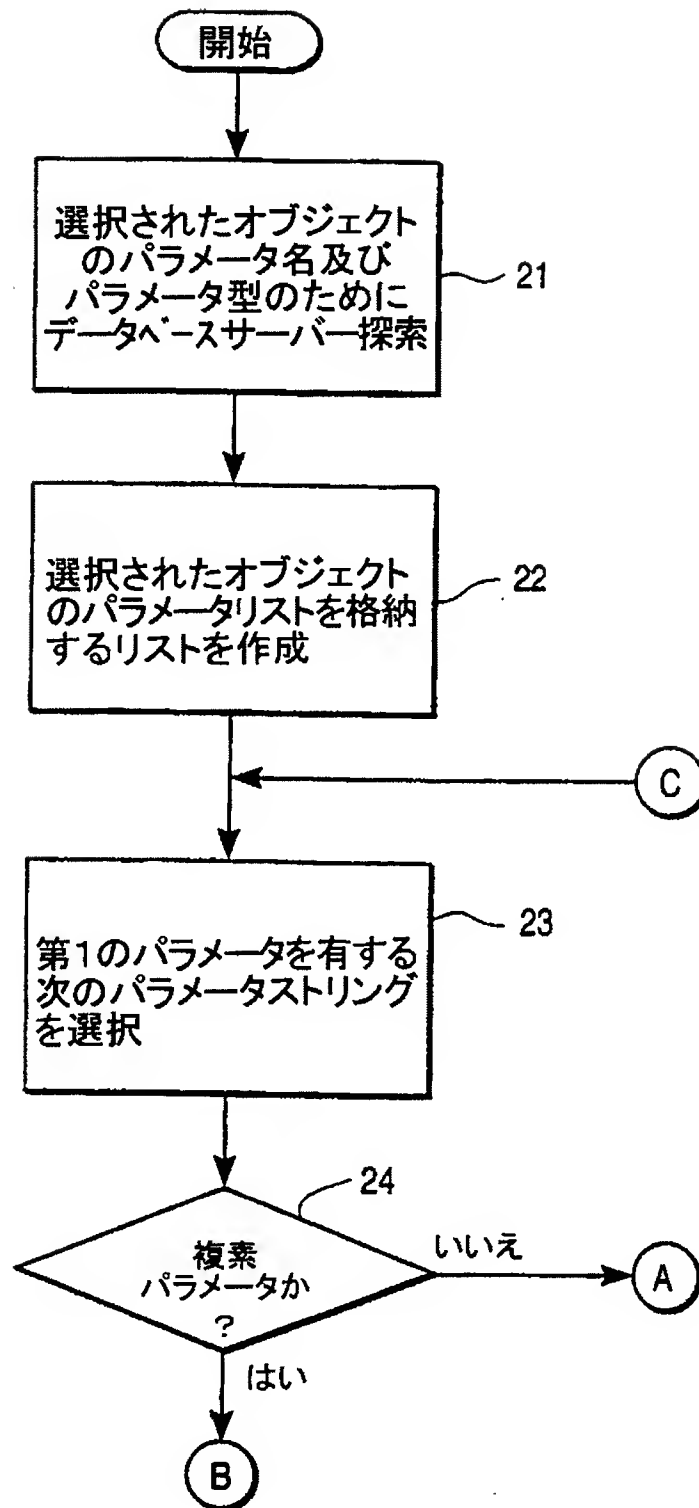 開始
選択されたオブジェクト
のパラメータ名及び
パラメータ型のために
データベースサーバー探索
21
選択されたオブジェクト
のパラメータリストを格納
するリストを作成
22
C
第1のパラメータを有する
次のパラメータストリング
を選択
23
24
複素
パラメータか
?
いいえ
A
はい
B